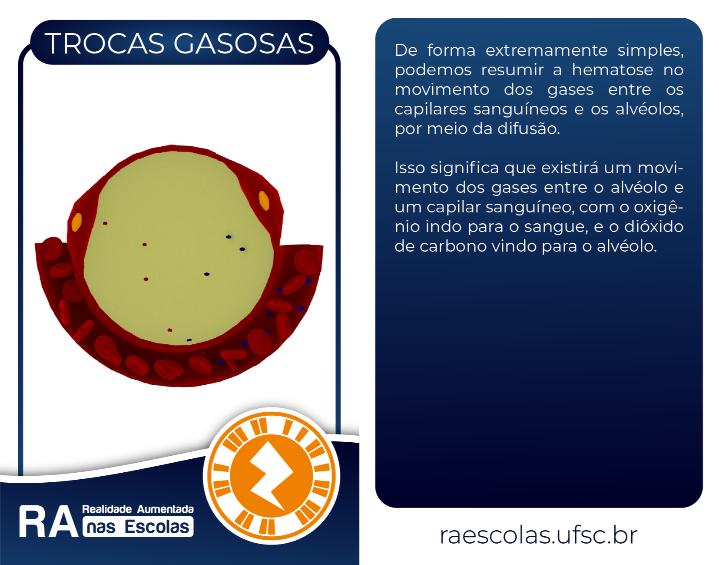 TROCAS GASOSAS
RA Realidade Aumentada
nas Escolas
De forma extremamente simples,
podemos resumir a hematose no
movimento dos gases entre os
capilares sanguíneos e os alvéolos,
por meio da difusão.
Isso significa que existirá um movi-
mento dos gases entre o alvéolo e
um capilar sanguíneo, com o oxigê-
nio indo para o sangue, e o dióxido
de carbono vindo para o alvéolo.
raescolas.ufsc.br